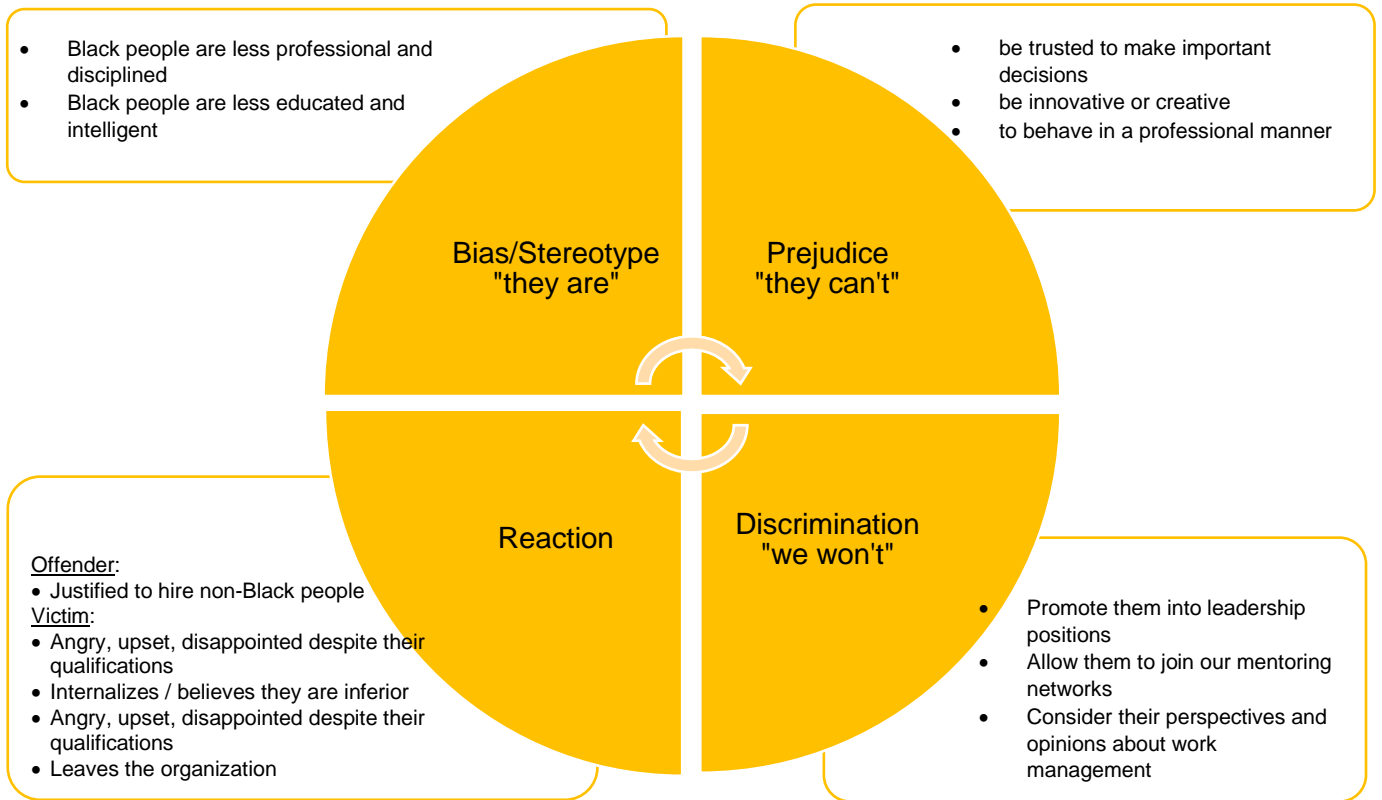 • Black people are less professional and
disciplined
• Black people are less educated and
intelligent
• be trusted to make important
decisions
• be innovative or creative
• to behave in a professional manner
Bias/Stereotype
"they are"
Prejudice
"they can't"
Reaction
Discrimination
"we won't"
Offender:
• Justified to hire non-Black people
Victim:
• Angry, upset, disappointed despite their
qualifications
• Internalizes / believes they are inferior
• Angry, upset, disappointed despite their
qualifications
• Leaves the organization
• Promote them into leadership
positions
• Allow them to join our mentoring
networks
• Consider their perspectives and
opinions about work
management